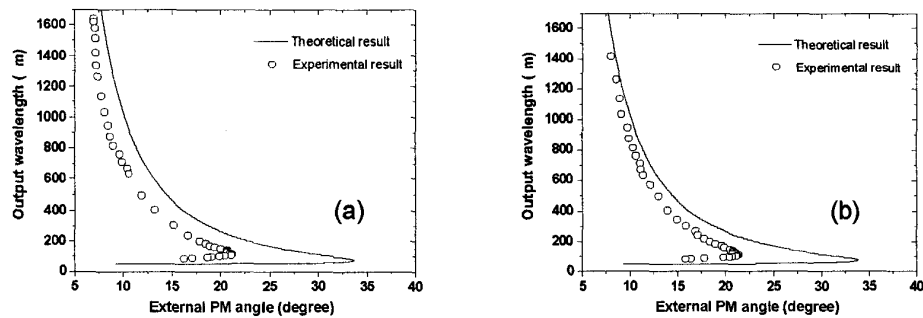 1600
1400
1200
1000
800
600
400
200
0
5 10 15 20 25 30 35 40
Output wavelength ( m)
External PM angle (degree)
Theoretical result
Experimental result
(a)
1600
1400
1200
1000
800
600
400
200
0
5 10 15 20 25 30 35 40
Output wavelength ( m)
External PM angle (degree)
Theoretical result
Experimental result
(b)